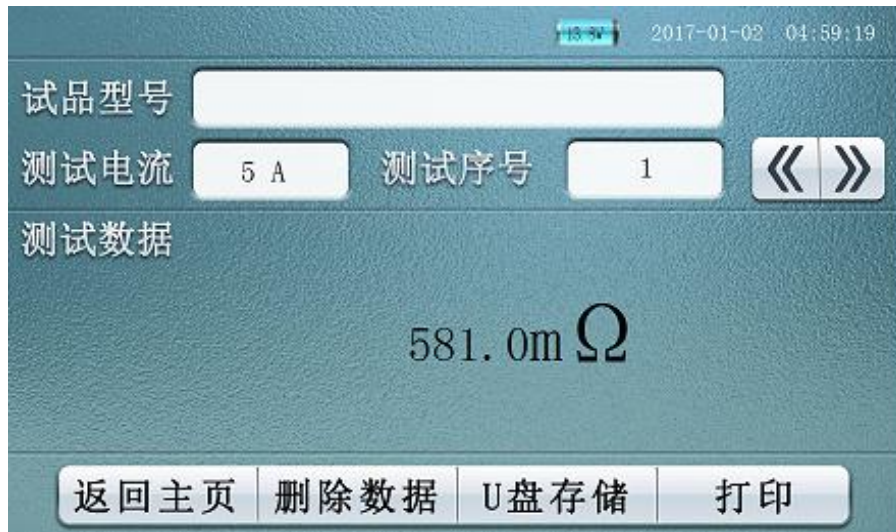 13.8V 2017-01-02 04:59:19
试品型号
测试电流 5 A 测试序号 1
测试数据
581.0mΩ
返回主页 删除数据 U盘存储 打印